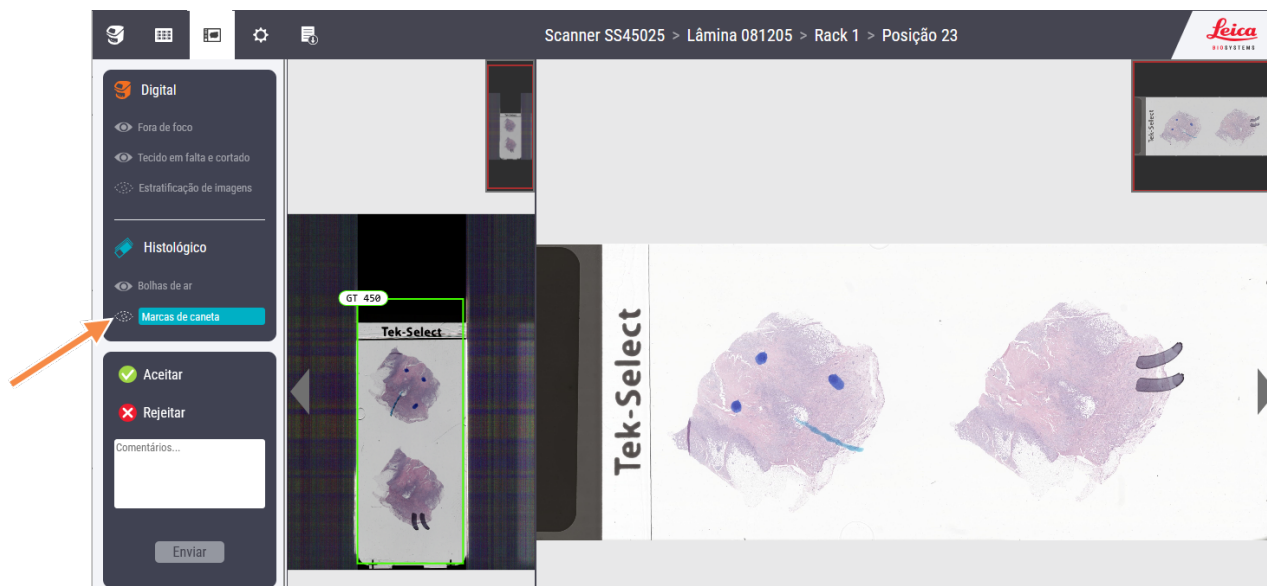 Scanner SS45025 > Lâmina 081205 > Rack 1 > Posição 23
Leica
BIOSYSTEMS
Digital
Fora de foco
Tecido em falta e cortado
Estratificação de imagens
Histológico
Bolhas de ar
Marcas de caneta
Aceitar
Rejeitar
Comentários...
Enviar
GT 450
Tek-Select
Tek-Select
Tek-Select